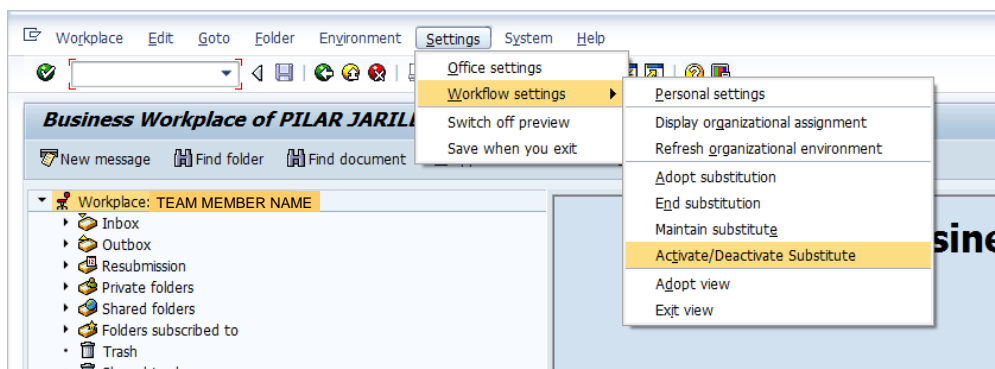 Workplace Edit Goto Folder Environment Settings System Help
Office settings
Workflow settings
Switch off preview
Save when you exit
Personal settings
Display organizational assignment
Refresh organizational environment
Adopt substitution
End substitution
Maintain substitute
Activate/Deactivate Substitute
Adopt view
Exit view
Business Workplace of PILAR
New message Find folder Find document
Workplace: TEAM MEMBER NAME
Inbox
Outbox
Resubmission
Private folders
Shared folders
Folders subscribed to
Trash